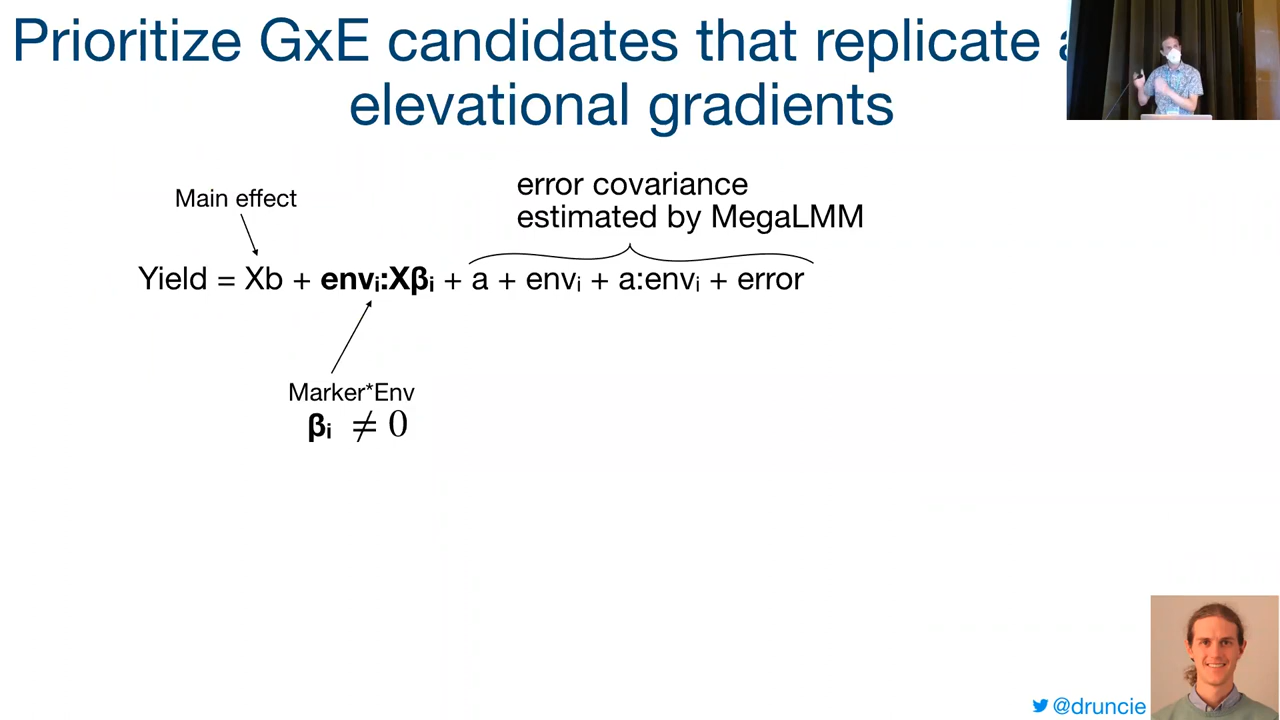 Prioritize GxE candidates that replicate
elevational gradients
Main effect
error covariance
estimated by MegaLMM
Yield = Xb + envᵢ:Xβᵢ + a + envᵢ + a:envᵢ + error
Marker*Env
βᵢ ≠ 0
@druncie